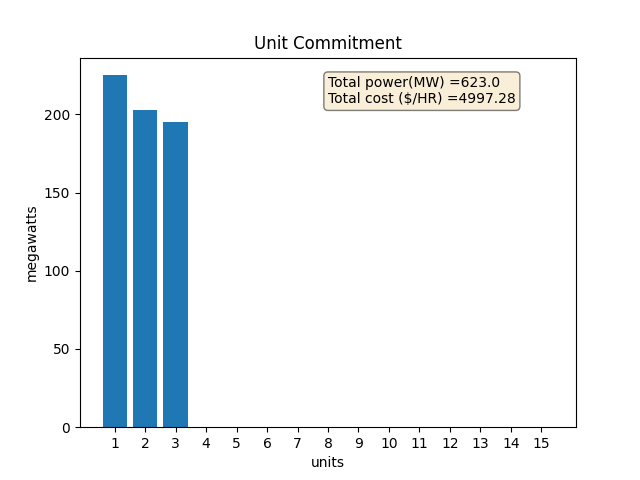 Unit Commitment
Total power(MW) =623.0
Total cost ($/HR) =4997.28
megawatts
200
150
100
50
0
1 2 3 4 5 6 7 8 9 10 11 12 13 14 15
units